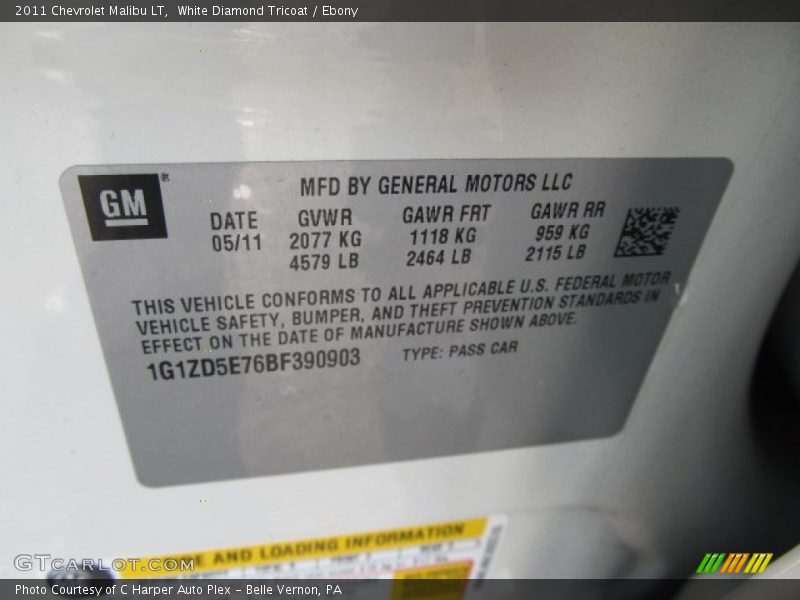 2011 Chevrolet Malibu LT, White Diamond Tricoat / Ebony
GM®
MFD BY GENERAL MOTORS LLC
DATE GVWR GAWR FRT GAWR RR
05/11 2077 KG 1118 KG 959 KG
4579 LB 2464 LB 2115 LB
THIS VEHICLE CONFORMS TO ALL APPLICABLE U.S. FEDERAL MOTOR
VEHICLE SAFETY, BUMPER, AND THEFT PREVENTION STANDARDS IN
EFFECT ON THE DATE OF MANUFACTURE SHOWN ABOVE.
1G1ZD5E76BF390903 TYPE: PASS CAR
AND LOADING INFORMATION
GTCarLot.com
Photo Courtesy of C Harper Auto Plex – Belle Vernon, PA